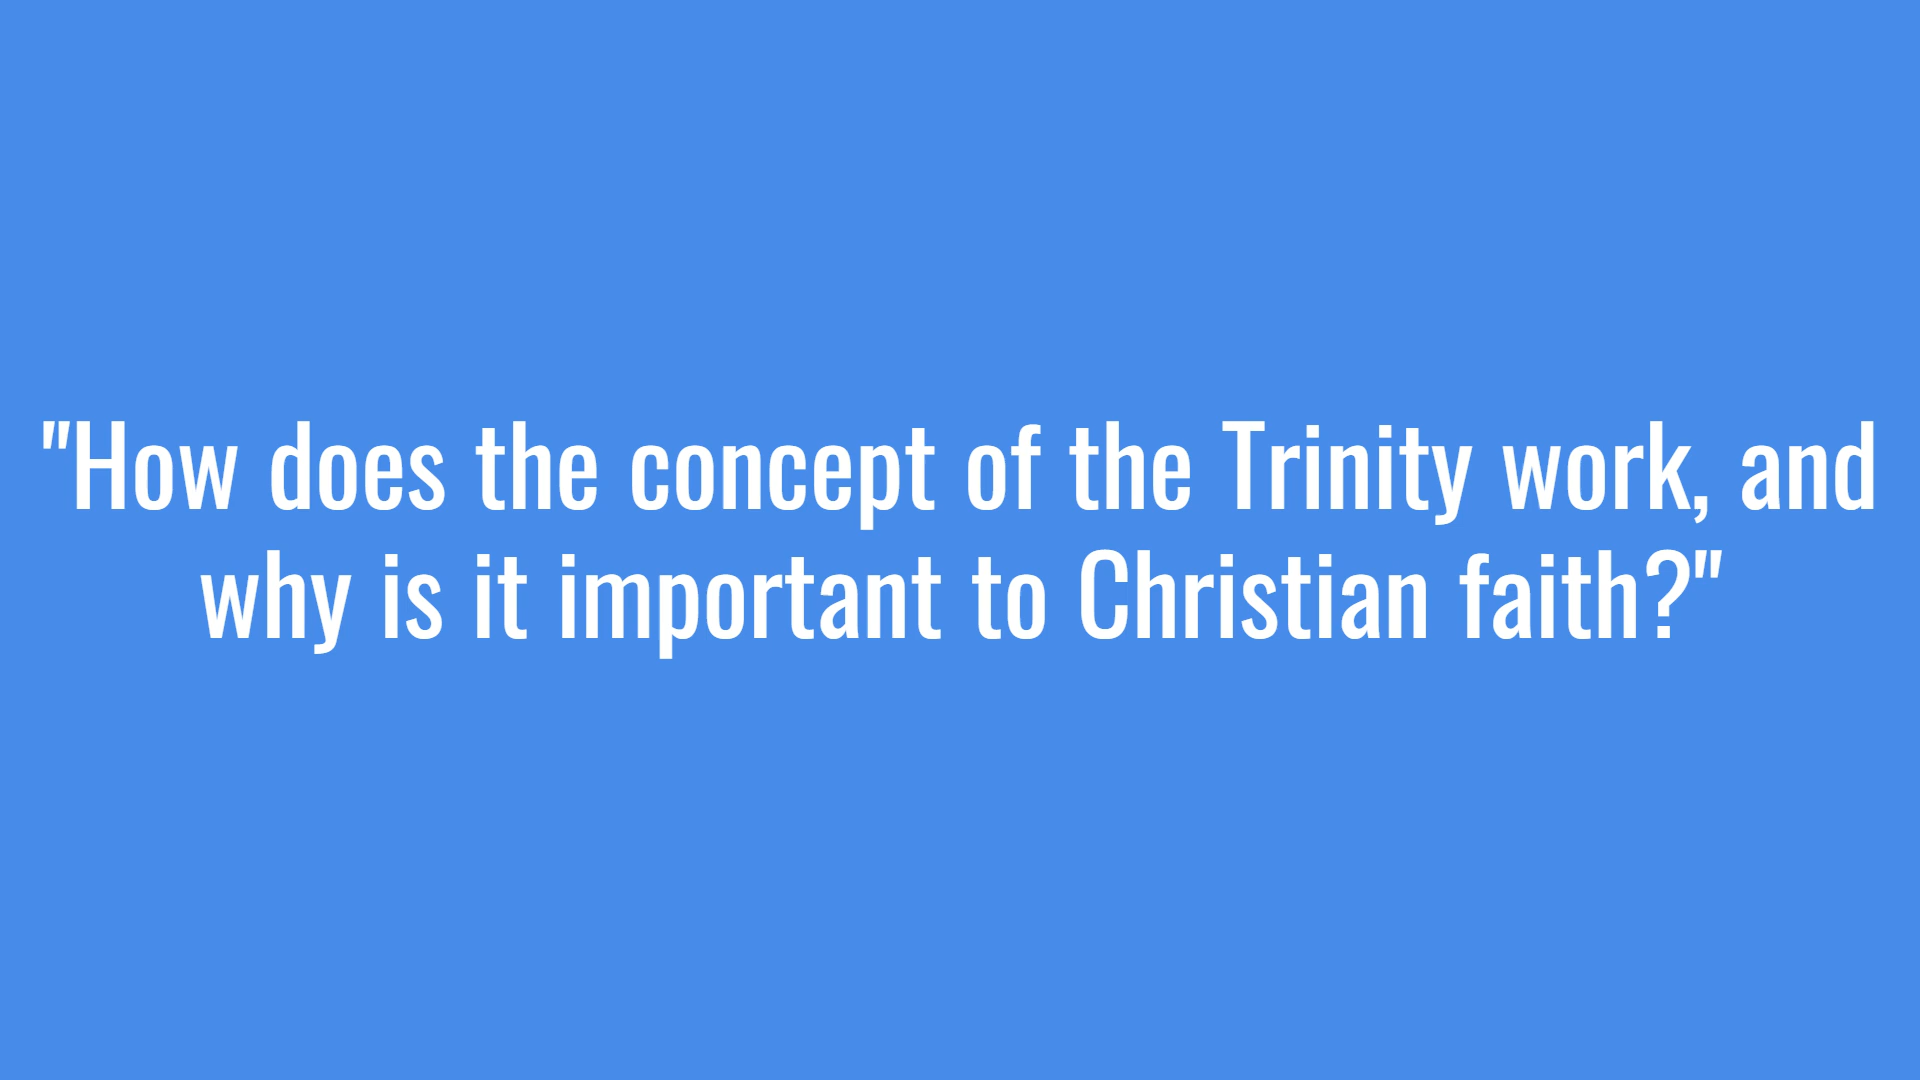 "How does the concept of the Trinity work, and
why is it important to Christian faith?"